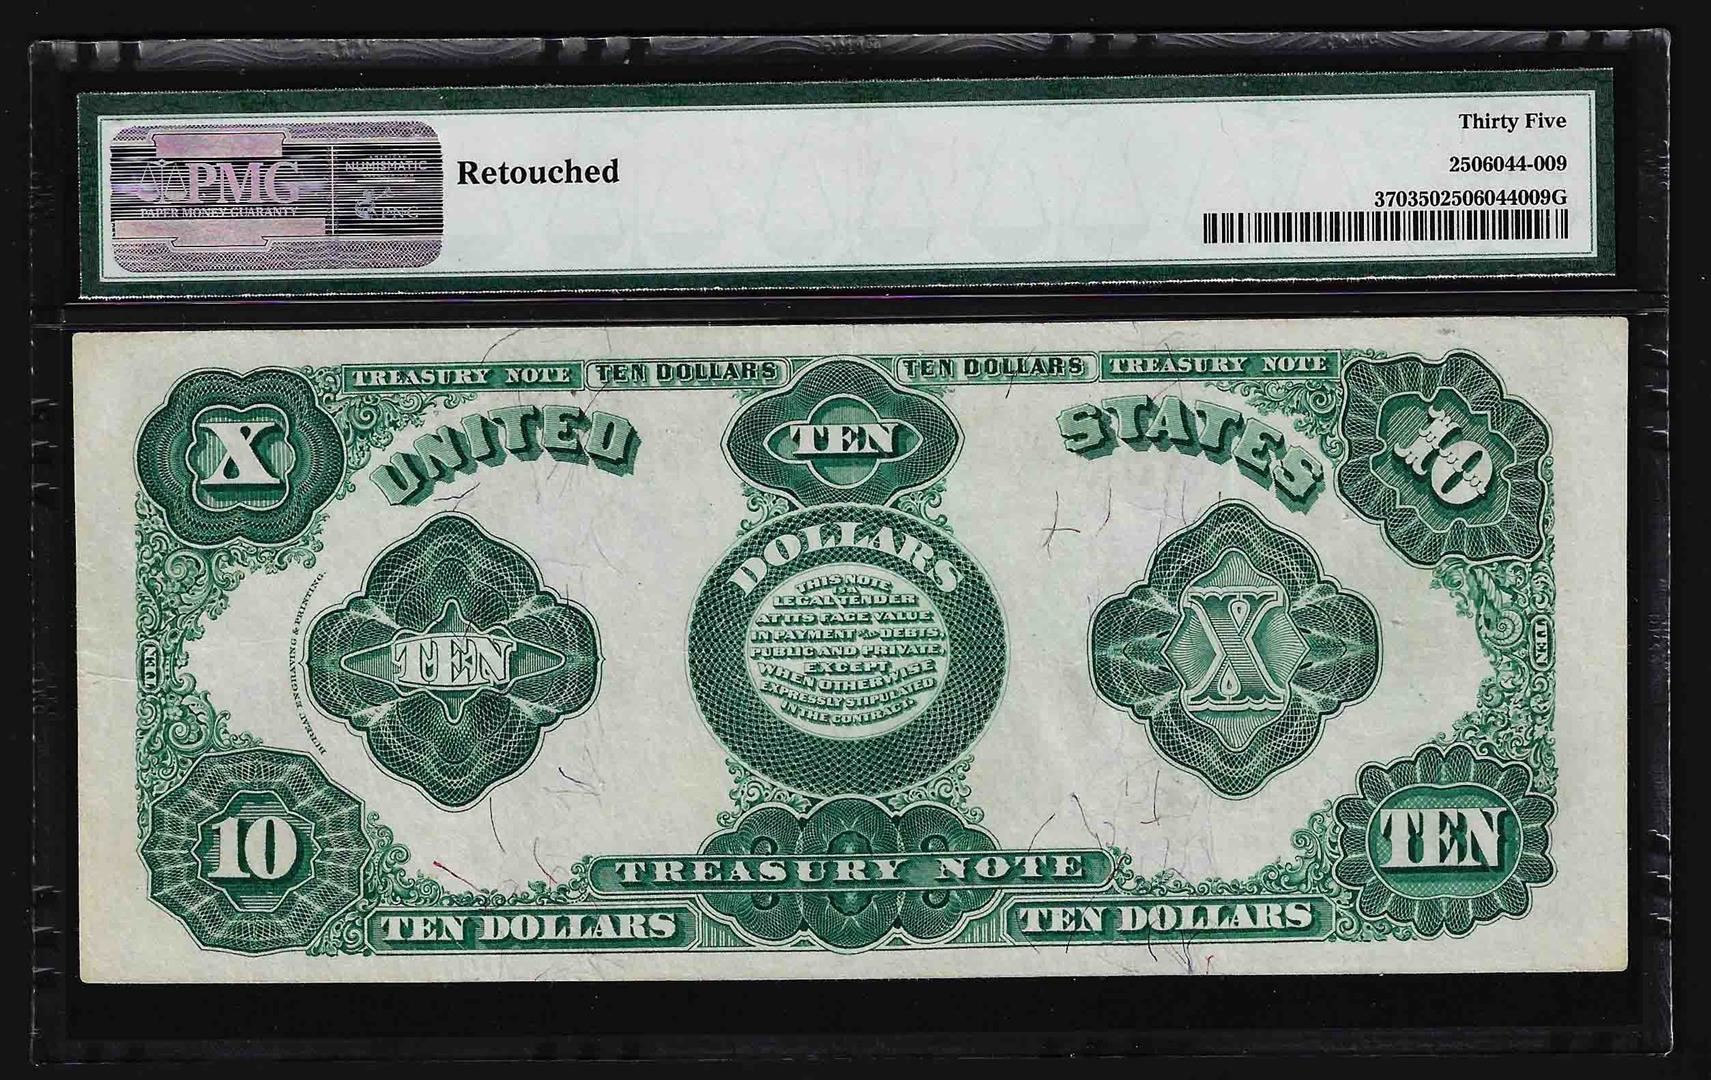 PMG
PAPER MONEY GUARANTY
NUMISMATIC
PNG
Retouched
Thirty Five
2506044-009
3703502506044009G
TREASURY NOTE TEN DOLLARS TEN DOLLARS TREASURY NOTE
X
UNITED
TEN
STATES
10
DOLLARS
THIS NOTE
IS A
LEGAL TENDER
AT ITS FACE VALUE
IN PAYMENT OF DEBTS,
PUBLIC AND PRIVATE,
EXCEPT
WHEN OTHERWISE
EXPRESSLY STIPULATED
IN THE CONTRACT.
BUREAU ENGRAVING & PRINTING.
TEN
TEN
X
TEN
10
TEN
TREASURY NOTE
TEN DOLLARS
TEN DOLLARS